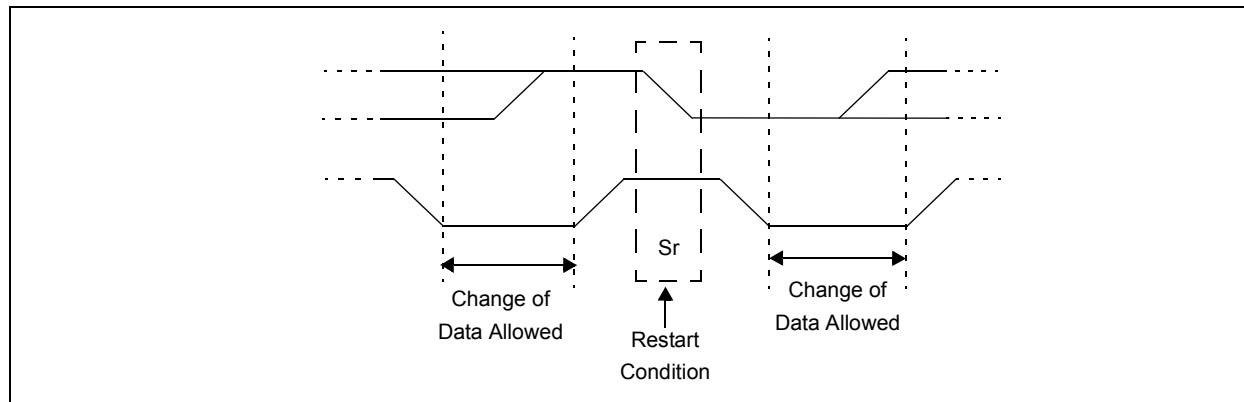 Sr
Change of
Data Allowed
Restart
Condition
Change of
Data Allowed